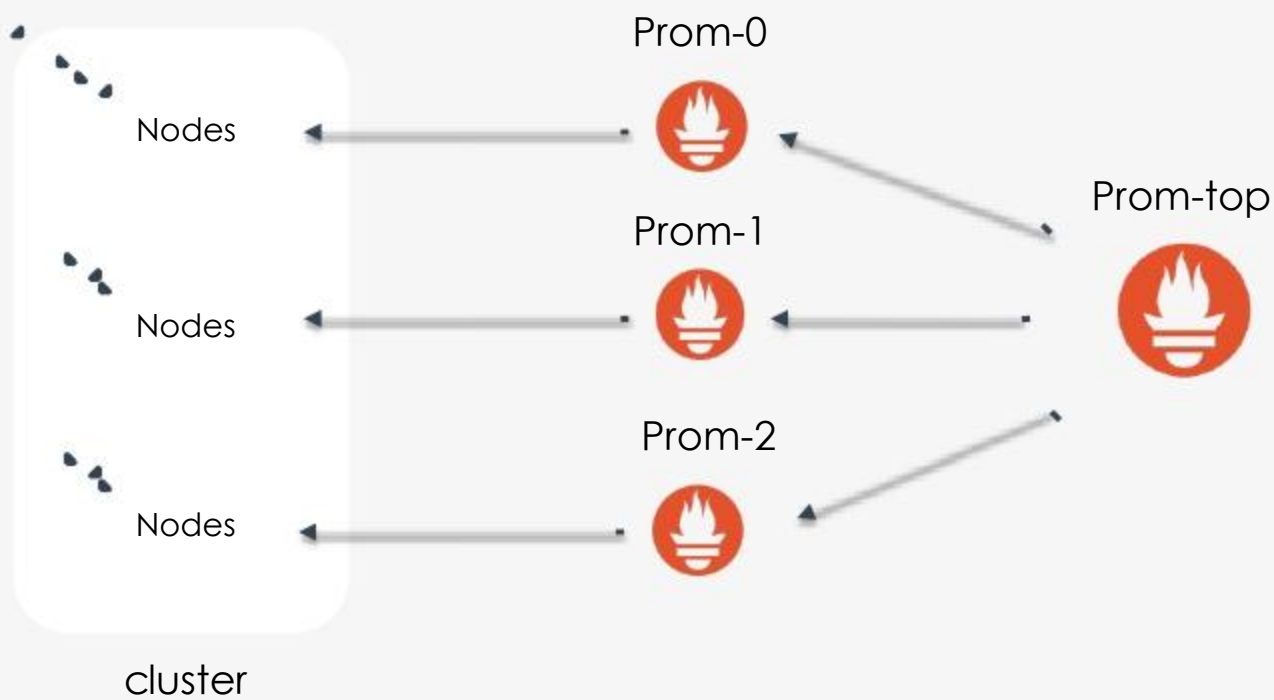 Prom-0
Nodes
Prom-top
Prom-1
Nodes
Prom-2
Nodes
cluster